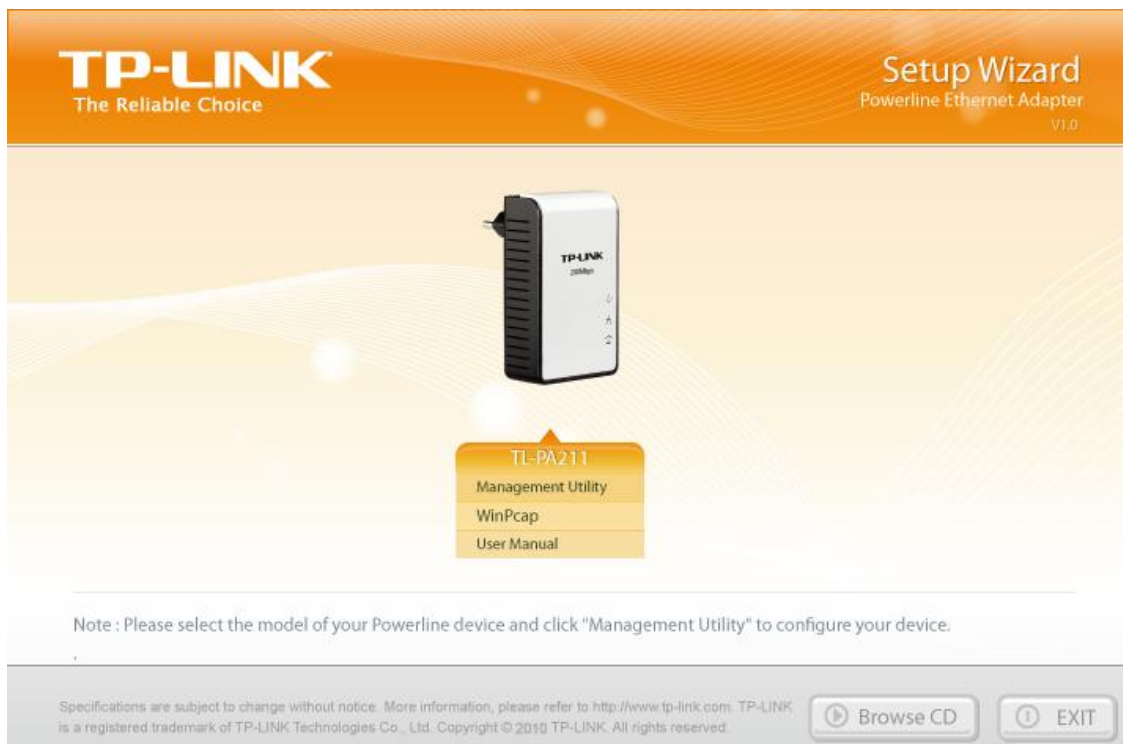 TP-LINK
The Reliable Choice
Setup Wizard
Powerline Ethernet Adapter
V1.0
TP-LINK
200Mbps
TL-PA211
Management Utility
WinPcap
User Manual
Note : Please select the model of your Powerline device and click "Management Utility" to configure your device.
.
Specifications are subject to change without notice. More information, please refer to http://www.tp-link.com. TP-LINK
is a registered trademark of TP-LINK Technologies Co., Ltd. Copyright © 2010 TP-LINK. All rights reserved.
Browse CD
EXIT